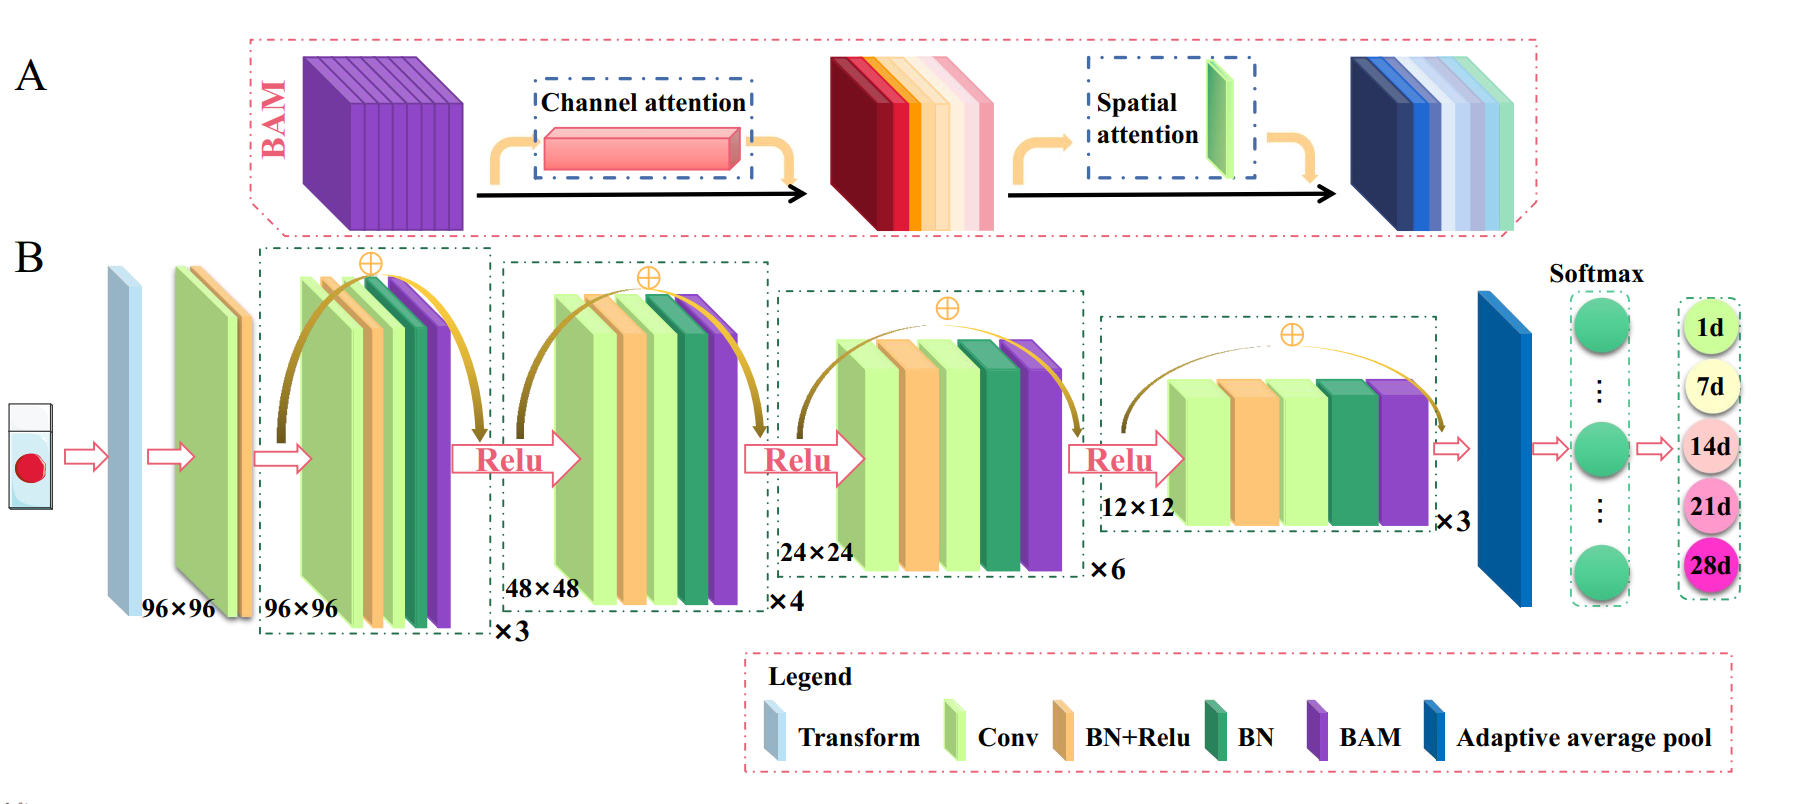 A
BAM
Channel attention
Spatial
attention
B
Softmax
1d
7d
14d
21d
28d
Relu
Relu
Relu
96×96
96×96
×3
48×48
×4
24×24
×6
12×12
×3
Legend
Transform
Conv
BN+Relu
BN
BAM
Adaptive average pool